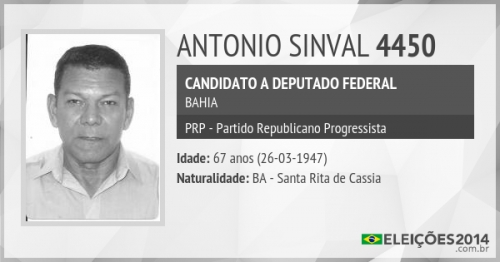 ANTONIO SINVAL 4450
CANDIDATO A DEPUTADO FEDERAL
BAHIA
PRP - Partido Republicano Progressista
Idade: 67 anos (26-03-1947)
Naturalidade: BA - Santa Rita de Cassia
ELEIÇÕES2014
.com.br